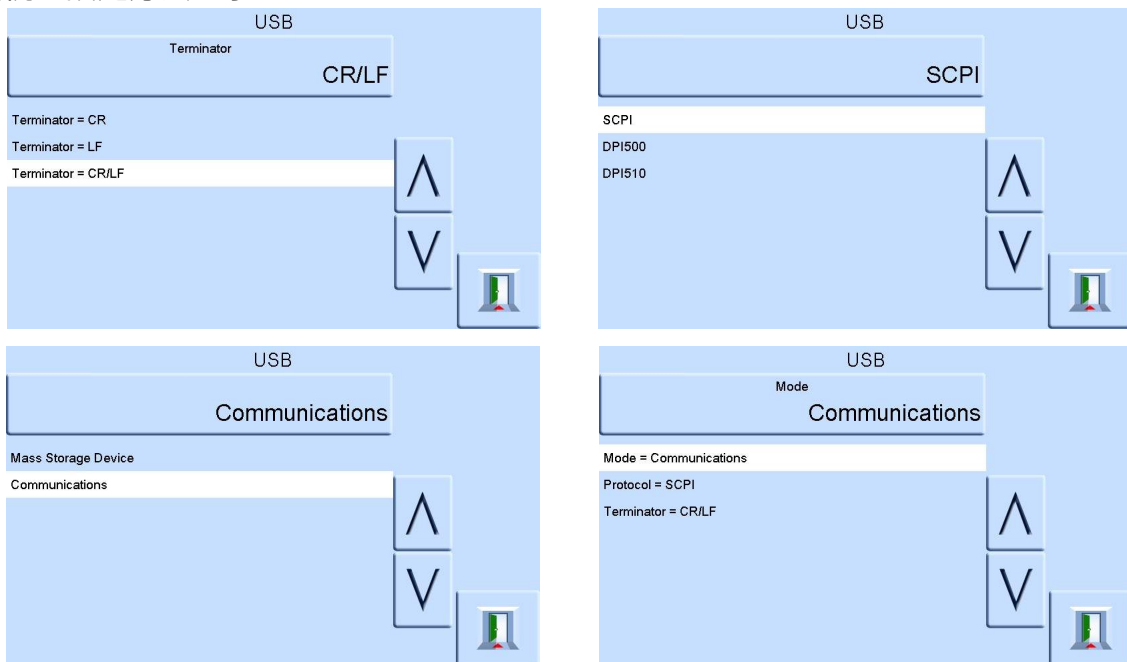 USB
Terminator
CR/LF
Terminator = CR
Terminator = LF
Terminator = CR/LF
USB
SCPI
SCPI
DPI500
DPI510
USB
Communications
Mass Storage Device
Communications
USB
Mode
Communications
Mode = Communications
Protocol = SCPI
Terminator = CR/LF